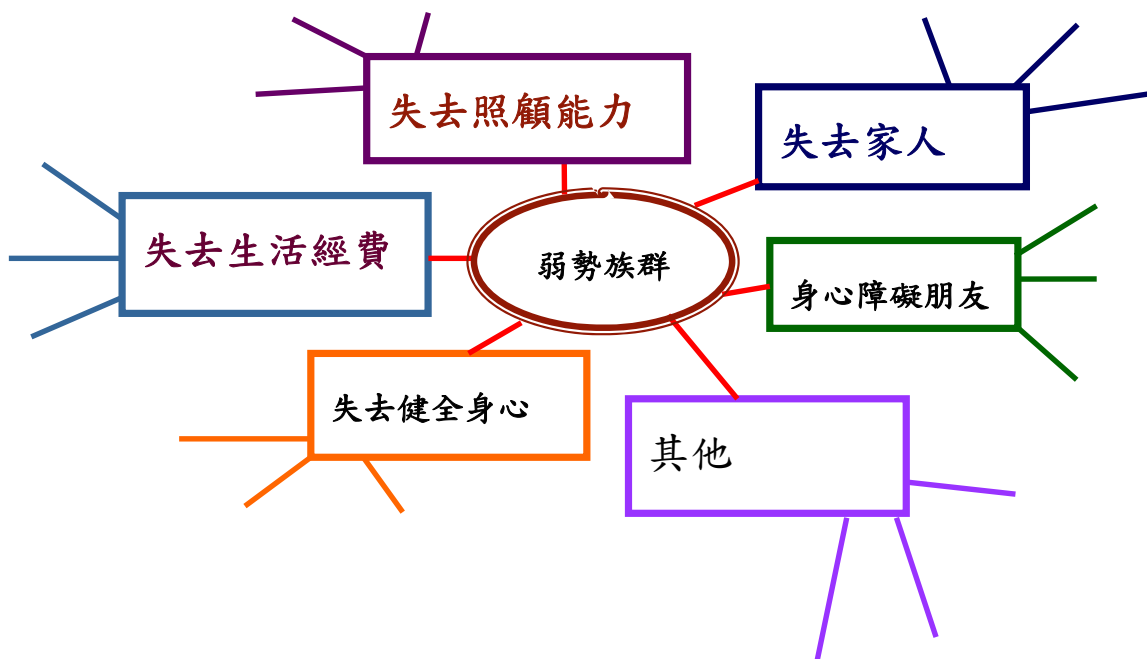 失去照顧能力
失去家人
失去生活經費
弱勢族群
身心障礙朋友
失去健全身心
其他